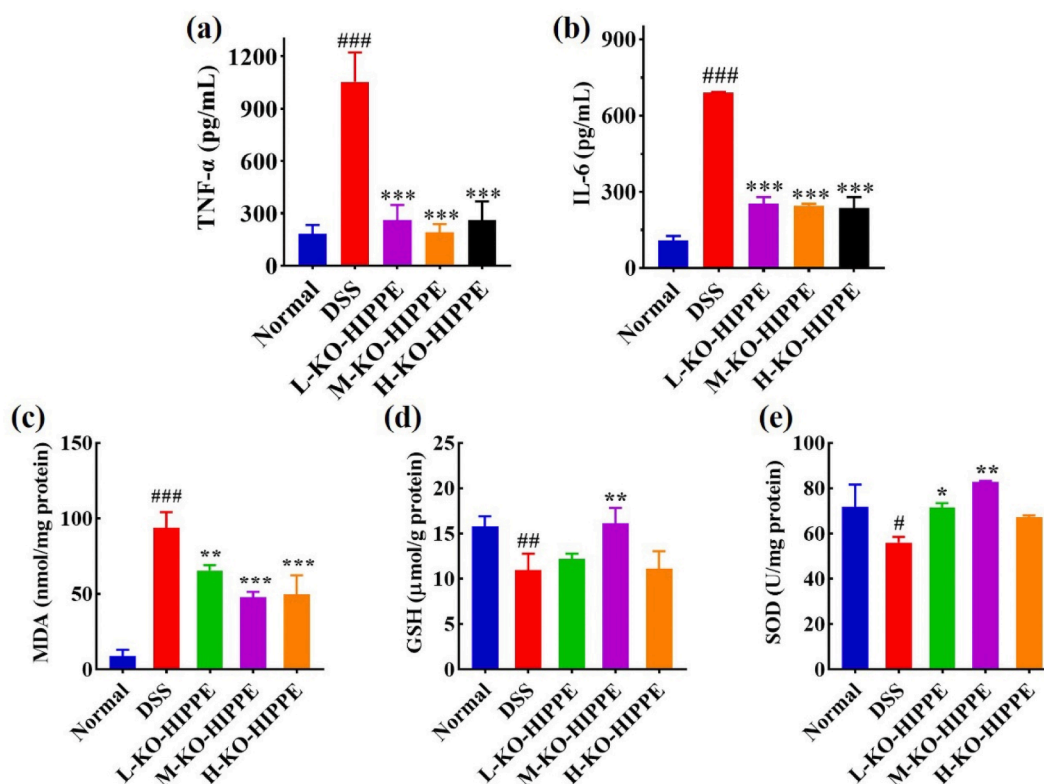 (a)
TNF-α (pg/mL)
1200
900
600
300
0
###
***
***
***
Normal
DSS
L-KO-HIPPE
M-KO-HIPPE
H-KO-HIPPE
(b)
IL-6 (pg/mL)
900
600
300
0
###
***
***
***
Normal
DSS
L-KO-HIPPE
M-KO-HIPPE
H-KO-HIPPE
(c)
MDA (nmol/mg protein)
150
100
50
0
###
**
***
***
Normal
DSS
L-KO-HIPPE
M-KO-HIPPE
H-KO-HIPPE
(d)
GSH (μmol/g protein)
25
20
15
10
5
0
##
**
Normal
DSS
L-KO-HIPPE
M-KO-HIPPE
H-KO-HIPPE
(e)
SOD (U/mg protein)
100
80
60
40
20
0
#
*
**
Normal
DSS
L-KO-HIPPE
M-KO-HIPPE
H-KO-HIPPE